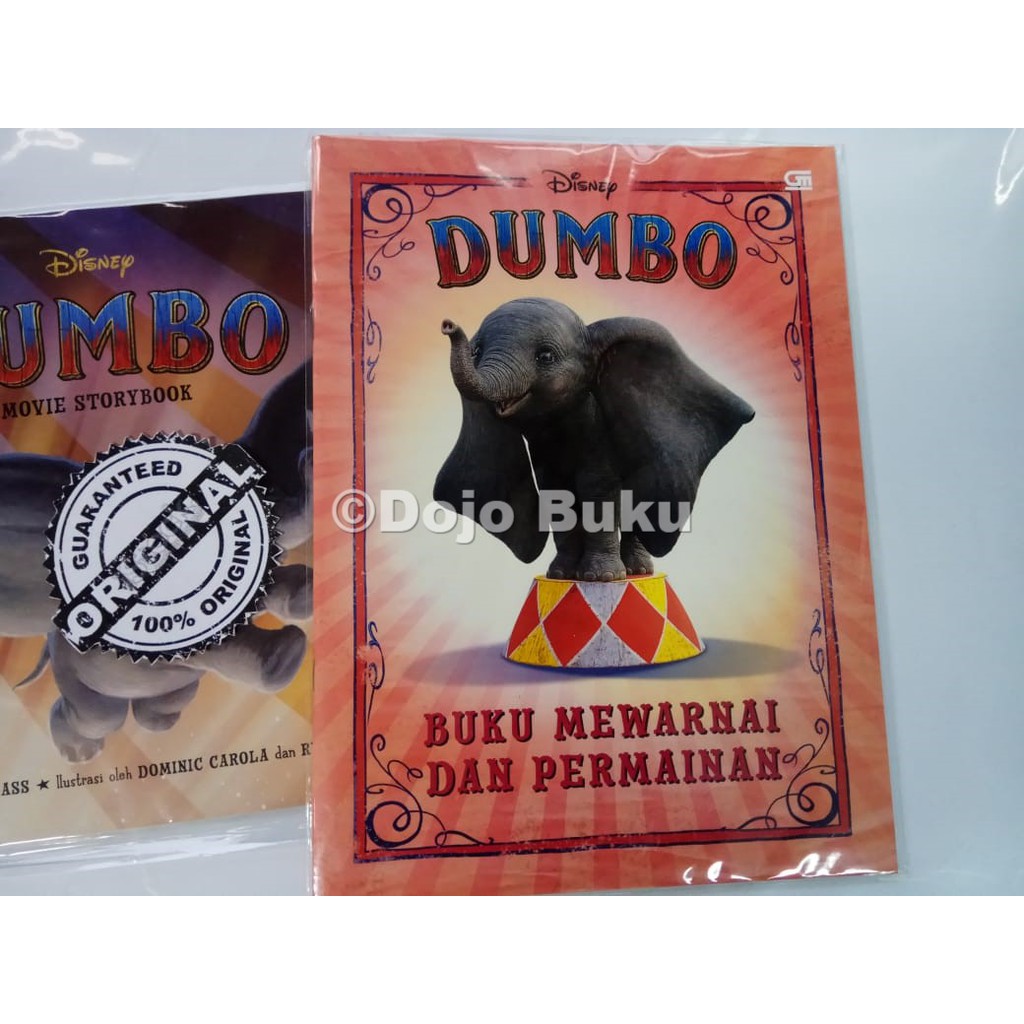 Disney
UMBO
MOVIE STORYBOOK
GUARANTEED
ORIGINAL
100% ORIGINAL
ASS ★ Ilustrasi oleh DOMINIC CAROLA dan R
Disney
GM
DUMBO
©Dojo Buku
BUKU MEWARNAI
DAN PERMAINAN